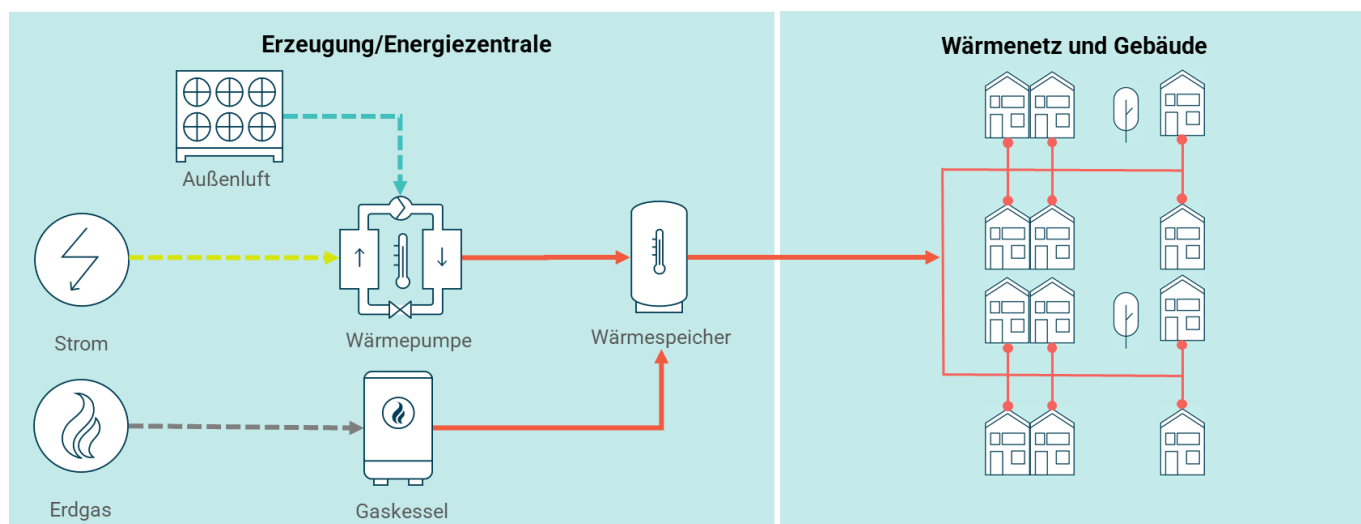 Erzeugung/Energiezentrale
Wärmenetz und Gebäude
Außenluft
Strom
Wärmepumpe
Wärmespeicher
Erdgas
Gaskessel